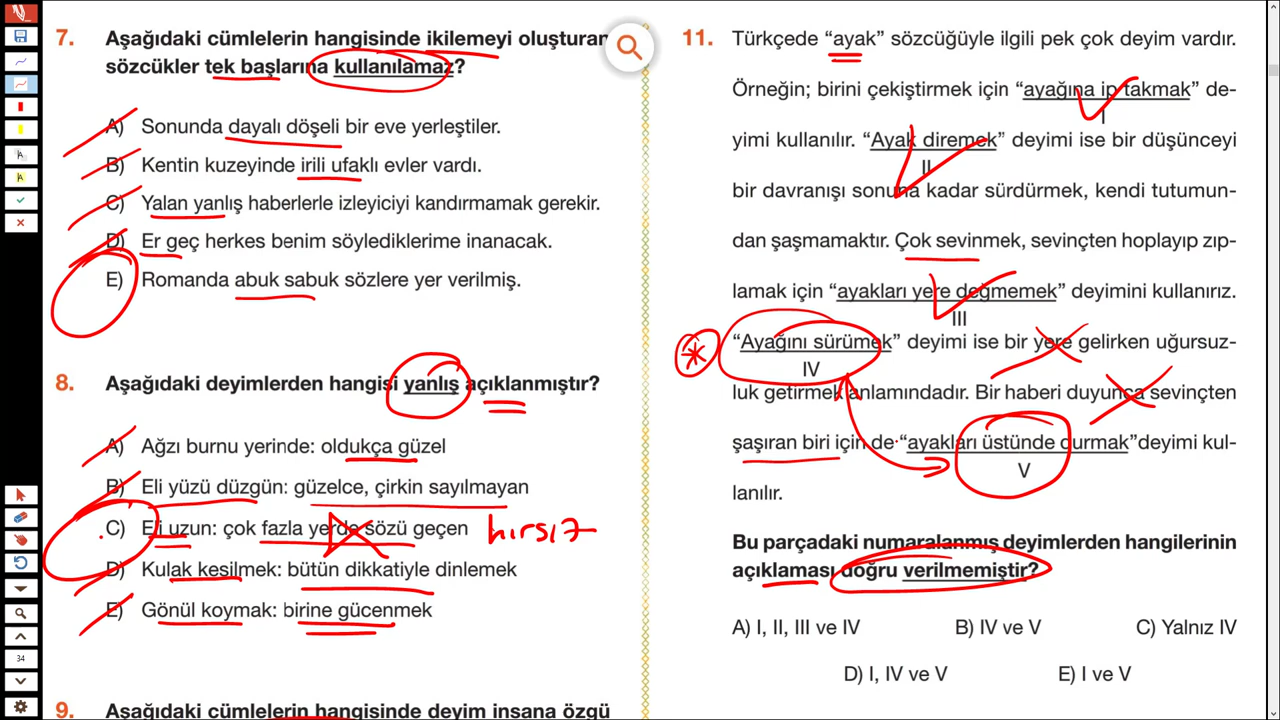 7. Aşağıdaki cümlelerin hangisinde ikilemeyi oluşturan
sözcükler tek başlarına kullanılamaz?
A) Sonunda dayalı döşeli bir eve yerleştiler.
B) Kentin kuzeyinde irili ufaklı evler vardı.
C) Yalan yanlış haberlerle izleyiciyi kandırmamak gerekir.
D) Er geç herkes benim söylediklerime inanacak.
E) Romanda abuk sabuk sözlere yer verilmiş.
8. Aşağıdaki deyimlerden hangisi yanlış açıklanmıştır?
A) Ağzı burnu yerinde: oldukça güzel
B) Eli yüzü düzgün: güzelce, çirkin sayılmayan
C) Eli uzun: çok fazla yerde sözü geçen hırsız
D) Kulak kesilmek: bütün dikkatiyle dinlemek
E) Gönül koymak: birine gücenmek
9. Aşağıdaki cümlelerin hangisinde deyim insana özgü
11. Türkçede “ayak” sözcüğüyle ilgili pek çok deyim vardır.
Örneğin; birini çekiştirmek için “ayağına ip takmak” de-
I
yimi kullanılır. “Ayak diremek” deyimi ise bir düşünceyi
II
bir davranışı sonuna kadar sürdürmek, kendi tutumun-
dan şaşmamaktır. Çok sevinmek, sevinçten hoplayıp zıp-
lamak için “ayakları yere değmemek” deyimini kullanırız.
III
“Ayağını sürümek” deyimi ise bir yere gelirken uğursuz-
IV
luk getirmek anlamındadır. Bir haberi duyunca sevinçten
şaşıran biri için de “ayakları üstünde durmak”deyimi kul-
V
lanılır.
Bu parçadaki numaralanmış deyimlerden hangilerinin
açıklaması doğru verilmemiştir?
A) I, II, III ve IV B) IV ve V C) Yalnız IV
D) I, IV ve V E) I ve V
34